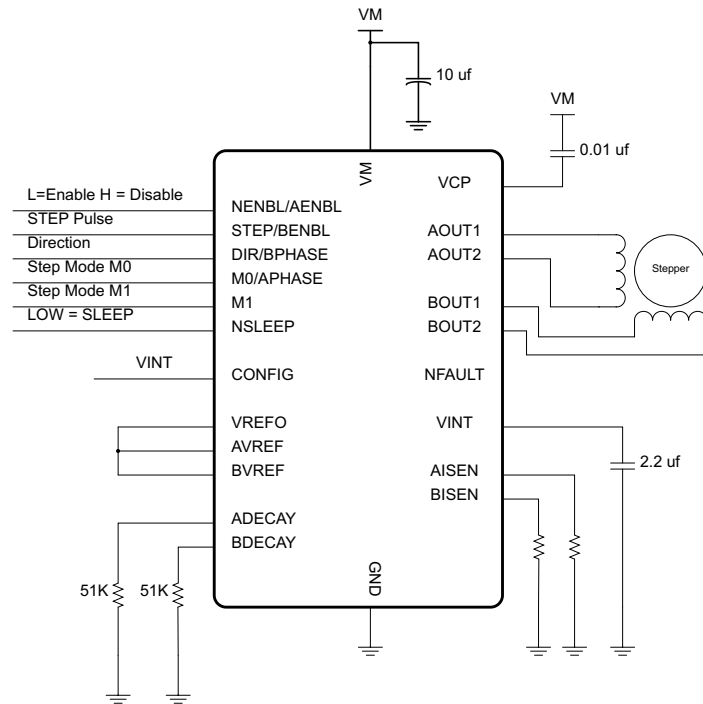 VM
10 uf
VM
0.01 uf
VM
VCP
L=Enable H = Disable
NENBL/AENBL
STEP Pulse
STEP/BENBL
AOUT1
Direction
DIR/BPHASE
AOUT2
Stepper
Step Mode M0
M0/APHASE
Step Mode M1
M1
BOUT1
LOW = SLEEP
NSLEEP
BOUT2
VINT
CONFIG
NFAULT
VREFO
VINT
AVREF
2.2 uf
BVREF
AISEN
BISEN
ADECAY
BDECAY
51K
51K
GND